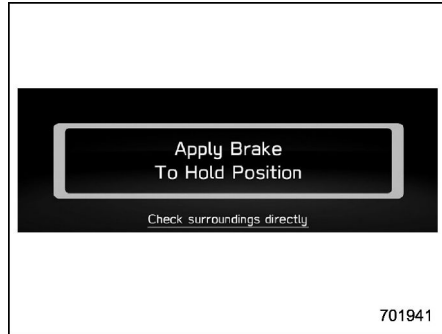 Apply Brake
To Hold Position
Check surroundings directly
701941